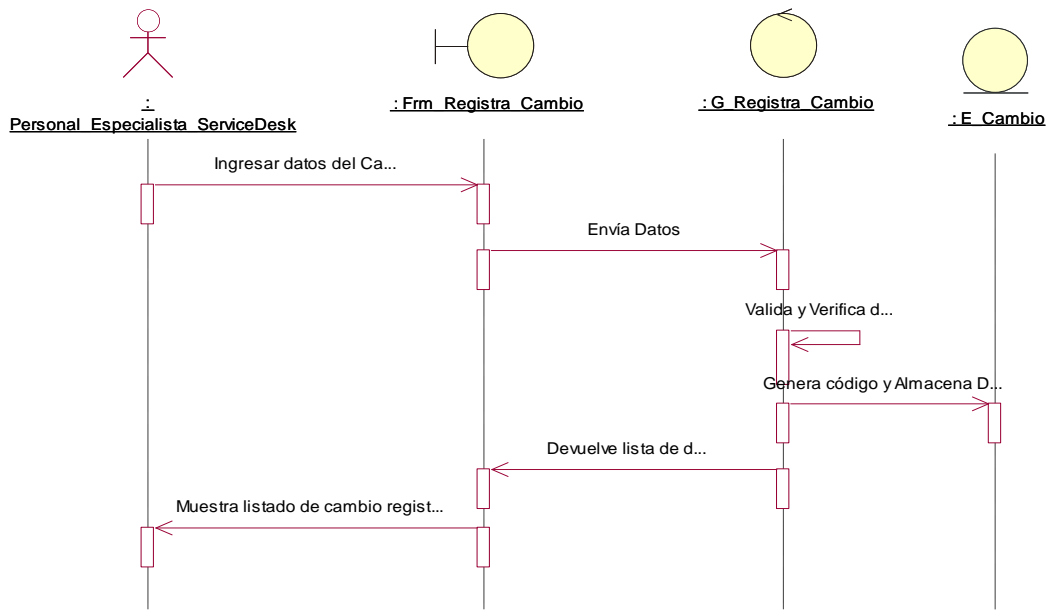 :
Personal_Especialista_ServiceDesk
: Frm_Registra_Cambio
: G_Registra_Cambio
: E_Cambio
Ingresar datos del Ca...
Envía Datos
Valida y Verifica d...
Genera código y Almacena D...
Devuelve lista de d...
Muestra listado de cambio regist...